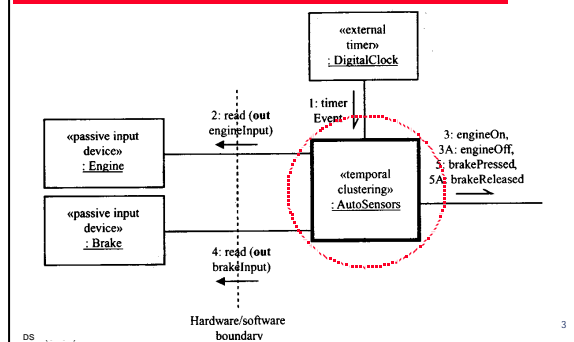 «external
timer»
: DigitalClock
1: timer
Event
2: read (out
engineInput)
«passive input
device»
: Engine
3: engineOn,
3A: engineOff,
5: brakePressed,
5A: brakeReleased
«temporal
clustering»
: AutoSensors
«passive input
device»
: Brake
4: read (out
brakeInput)
Hardware/software
boundary
3
DS